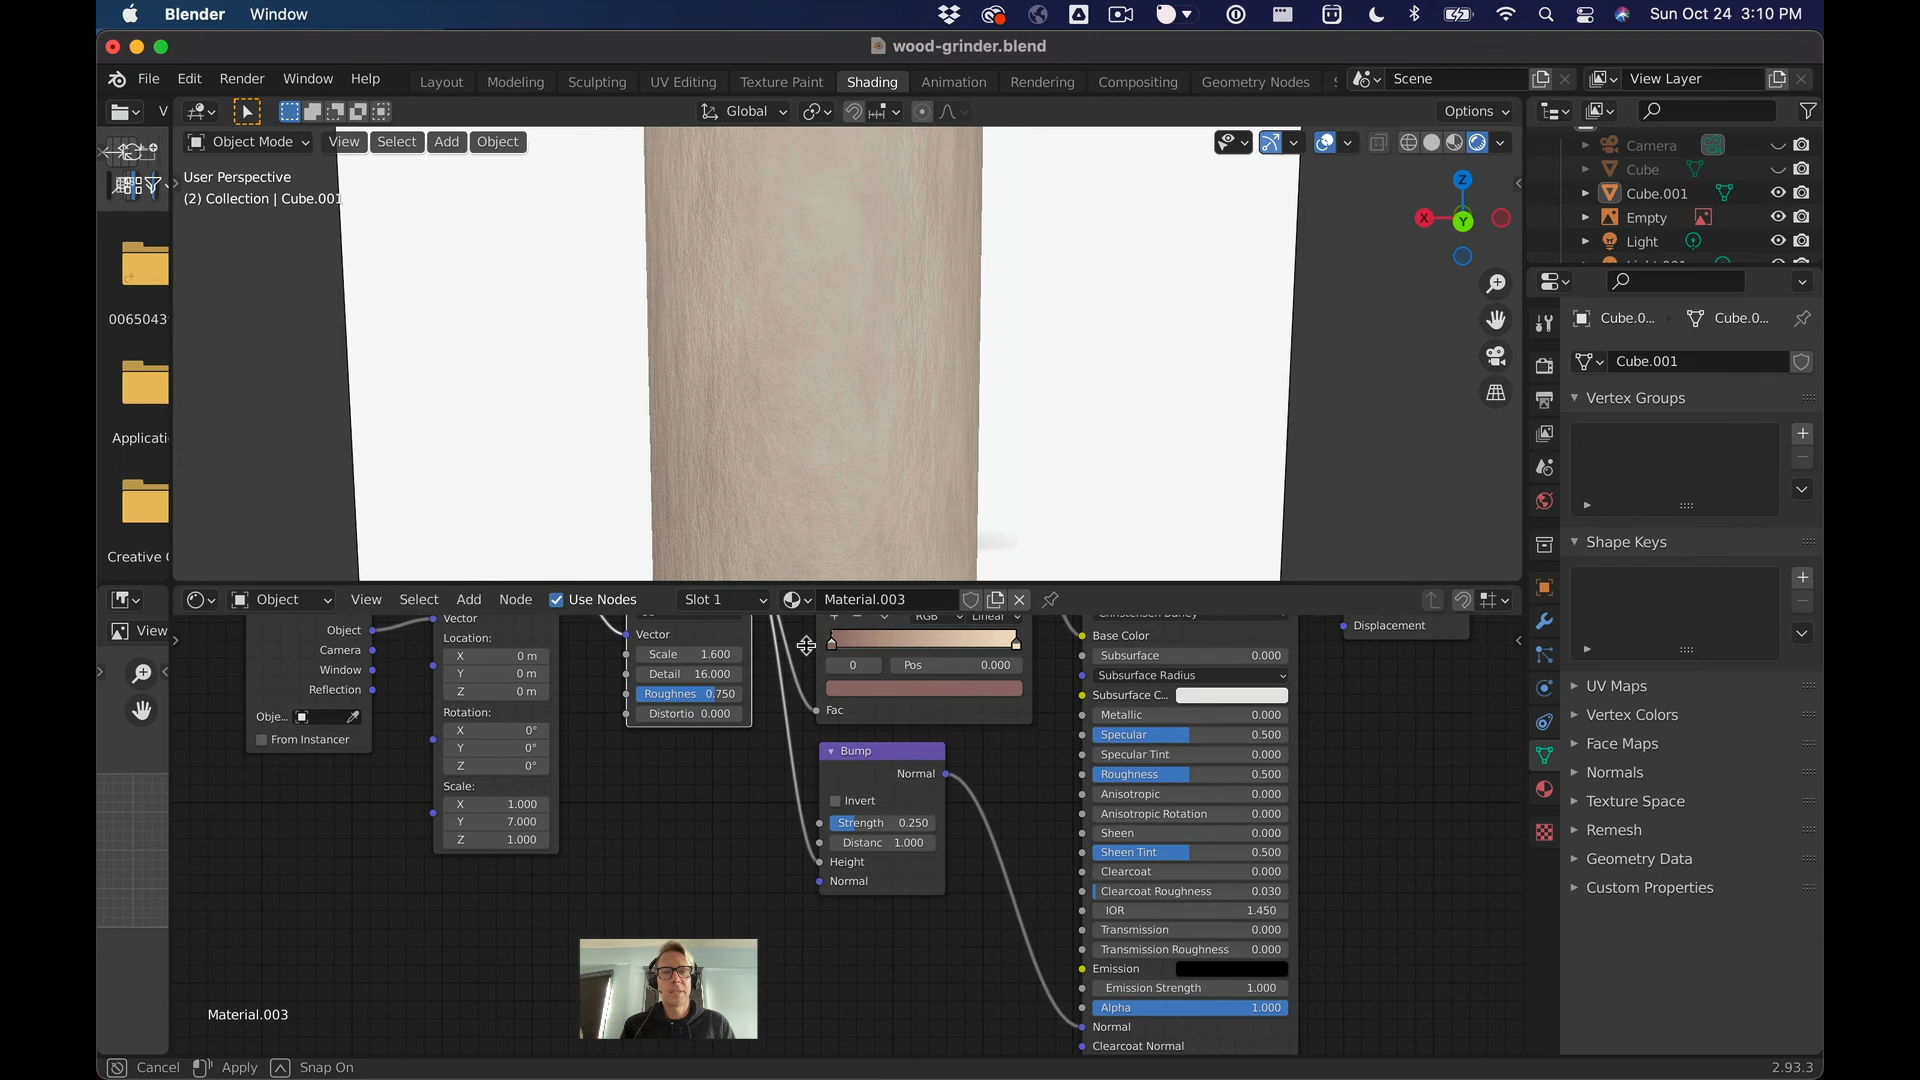 Blender Window Sun Oct 24 3:10 PM
wood-grinder.blend
File Edit Render Window Help Layout Modeling Sculpting UV Editing Texture Paint Shading Animation Rendering Compositing Geometry Nodes Scene View Layer
V Global Options
Object Mode View Select Add Object
User Perspective
(2) Collection | Cube.001
Camera
Cube
Cube.001
Empty
Light
X Y Z
0065043
Applicati
Creative C
Cube.0... Cube.0...
Cube.001
Vertex Groups
Shape Keys
UV Maps
Vertex Colors
Face Maps
Normals
Texture Space
Remesh
Geometry Data
Custom Properties
View
Object View Select Add Node Use Nodes Slot 1 Material.003
Object
Camera
Window
Reflection
Obje...
From Instancer
Vector
Location:
X 0 m
Y 0 m
Z 0 m
Rotation:
X 0°
Y 0°
Z 0°
Scale:
X 1.000
Y 7.000
Z 1.000
Vector
Scale 1.600
Detail 16.000
Roughnes 0.750
Distortio 0.000
RGB Linear
0 Pos 0.000
Fac
Bump
Normal
Invert
Strength 0.250
Distanc 1.000
Height
Normal
Christensen-Burley
Base Color
Subsurface 0.000
Subsurface Radius
Subsurface C...
Metallic 0.000
Specular 0.500
Specular Tint 0.000
Roughness 0.500
Anisotropic 0.000
Anisotropic Rotation 0.000
Sheen 0.000
Sheen Tint 0.500
Clearcoat 0.000
Clearcoat Roughness 0.030
IOR 1.450
Transmission 0.000
Transmission Roughness 0.000
Emission
Emission Strength 1.000
Alpha 1.000
Normal
Clearcoat Normal
Displacement
Material.003
Cancel Apply Snap On 2.93.3